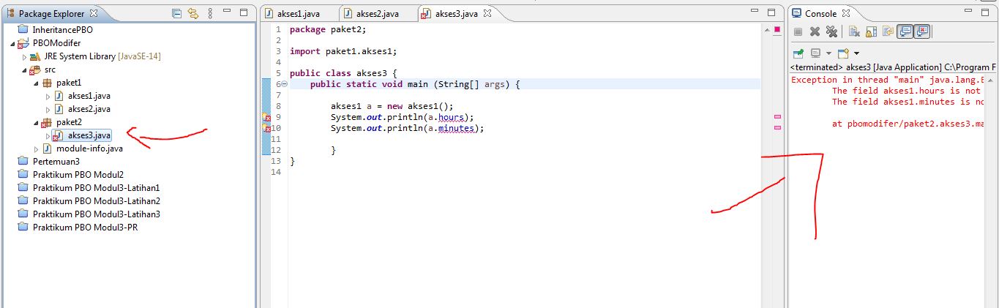 Package Explorer
InheritancePBO
PBOModifer
JRE System Library [JavaSE-14]
src
paket1
akses1.java
akses2.java
paket2
akses3.java
module-info.java
Pertemuan3
Praktikum PBO Modul2
Praktikum PBO Modul3-Latihan1
Praktikum PBO Modul3-Latihan2
Praktikum PBO Modul3-Latihan3
Praktikum PBO Modul3-PR
akses1.java akses2.java akses3.java
1 package paket2;
2
3 import paket1.akses1;
4
5 public class akses3 {
6 public static void main (String[] args) {
7
8 akses1 a = new akses1();
9 System.out.println(a.hours);
10 System.out.println(a.minutes);
11
12 }
13 }
14
Console
<terminated> akses3 [Java Application] C:\Program F
Exception in thread "main" java.lang.E
The field akses1.hours is not
The field akses1.minutes is no
at pbomodifer/paket2.akses3.ma